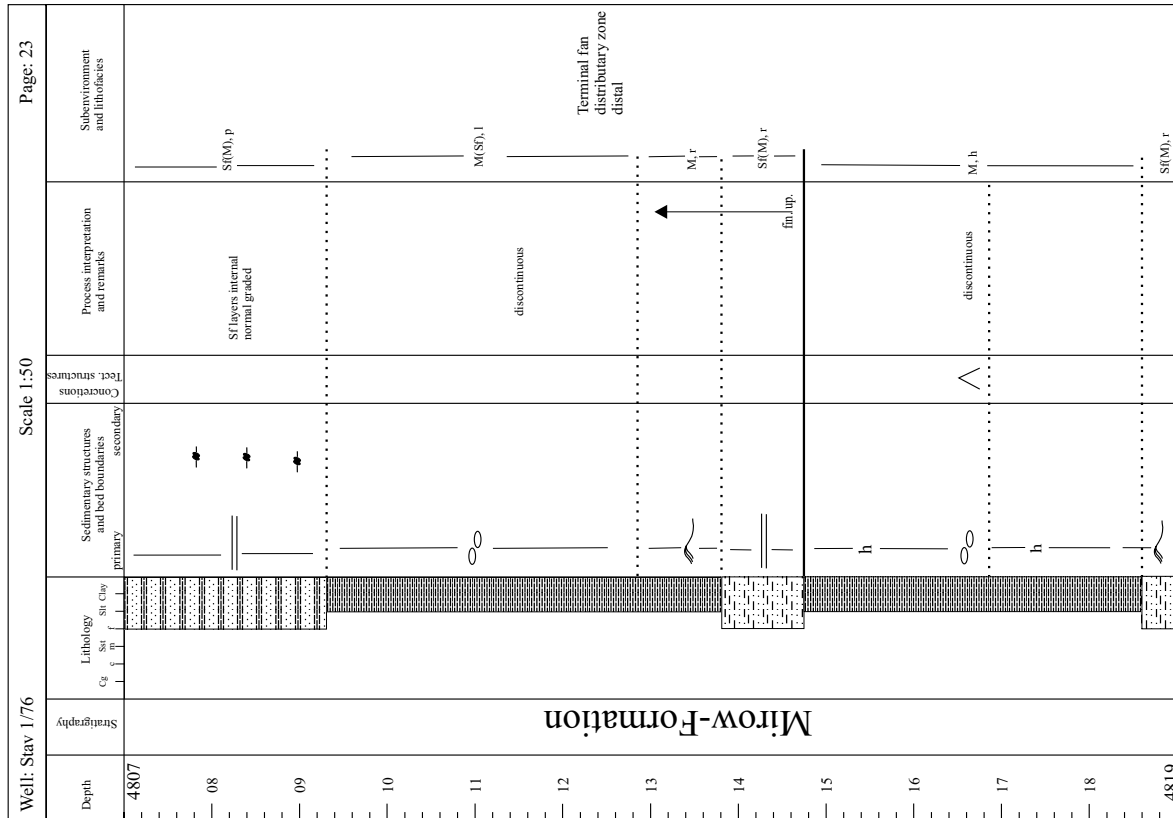 Well: Stav 1/76
Scale 1:50
Page: 23
Depth
Stratigraphy
Lithology
Cg
c
m
Sst
f
Slt
Clay
Sedimentary structures
and bed boundaries
primary
secondary
Concretions
Tect. structures
Process interpretation
and remarks
Subenvironment
and lithofacies
4807
08
09
10
11
12
13
14
15
16
17
18
4819
Mirow-Formation
h
h
Sf layers internal
normal graded
discontinuous
fin. up.
discontinuous
Sf(M), p
M(Sf), l
M, r
Sf(M), r
M, h
Sf(M), r
Terminal fan
distributary zone
distal